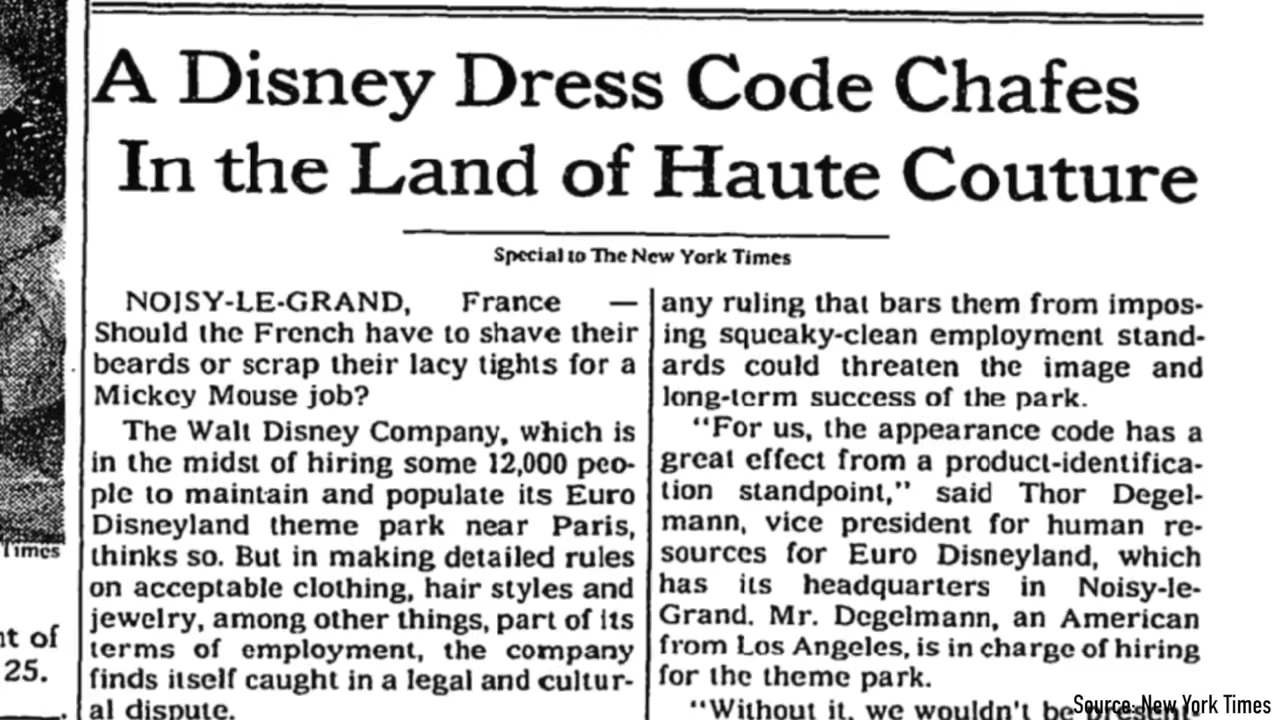 A Disney Dress Code Chafes
In the Land of Haute Couture
Special to The New York Times
NOISY-LE-GRAND, France —
Should the French have to shave their
beards or scrap their lacy tights for a
Mickey Mouse job?
The Walt Disney Company, which is
in the midst of hiring some 12,000 peo-
ple to maintain and populate its Euro
Disneyland theme park near Paris,
thinks so. But in making detailed rules
on acceptable clothing, hair styles and
jewelry, among other things, part of its
terms of employment, the company
finds itself caught in a legal and cultur-
al dispute.
any ruling that bars them from impos-
ing squeaky-clean employment stand-
ards could threaten the image and
long-term success of the park.
"For us, the appearance code has a
great effect from a product-identifica-
tion standpoint," said Thor Degel-
mann, vice president for human re-
sources for Euro Disneyland, which
has its headquarters in Noisy-le-
Grand. Mr. Degelmann, an American
from Los Angeles, is in charge of hiring
for the theme park.
"Without it, we wouldn't be
Times
nt of
25.
Source: New York Times